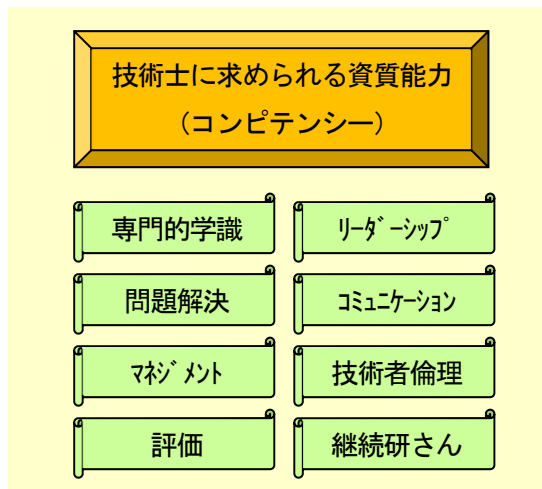 技術士に求められる資質能力
（コンピテンシー）
専門的学識
ﾘｰﾀﾞｰｼｯﾌﾟ
問題解決
ｺﾐｭﾆｹｰｼｮﾝ
ﾏﾈｼﾞﾒﾝﾄ
技術者倫理
評価
継続研さん